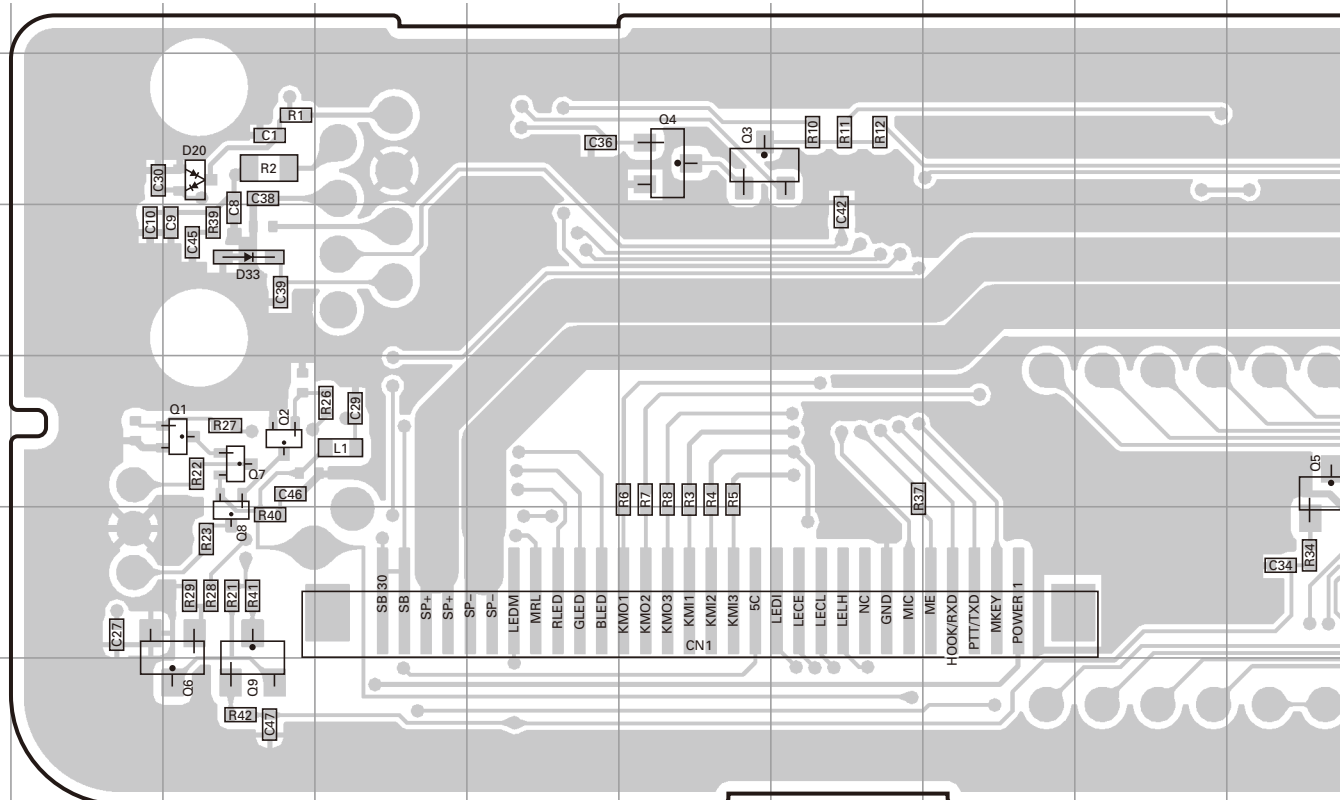 R1
C1
D20
R2
C30
C38
C10
C9
C45
R39
C8
D33
C39
C36
Q4
Q3
R10
R11
R12
C42
Q1
R27
Q2
R26
C29
L1
R22
Q7
C46
R40
Q8
R23
R29
R28
R21
R41
C27
Q6
Q9
R42
C47
R6
R7
R8
R3
R4
R5
R37
Q5
R34
C34
SB 30
SB
SP+
SP+
SP−
SP−
LEDM
MRL
RLED
GLED
BLED
KMO1
KMO2
KMO3
KMI1
KMI2
KMI3
5C
LEDI
LECE
LECL
LELH
NC
GND
MIC
ME
HOOK/RXD
PTT/TXD
MKEY
POWER 1
CN1